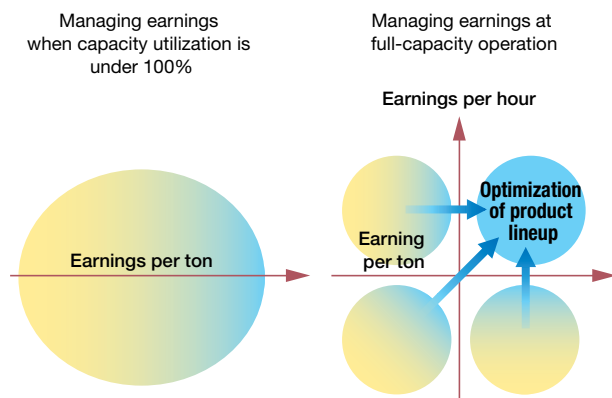 Managing earnings
when capacity utilization is
under 100%
Earnings per ton
Managing earnings at
full-capacity operation
Earnings per hour
Optimization
of product
lineup
Earning
per ton